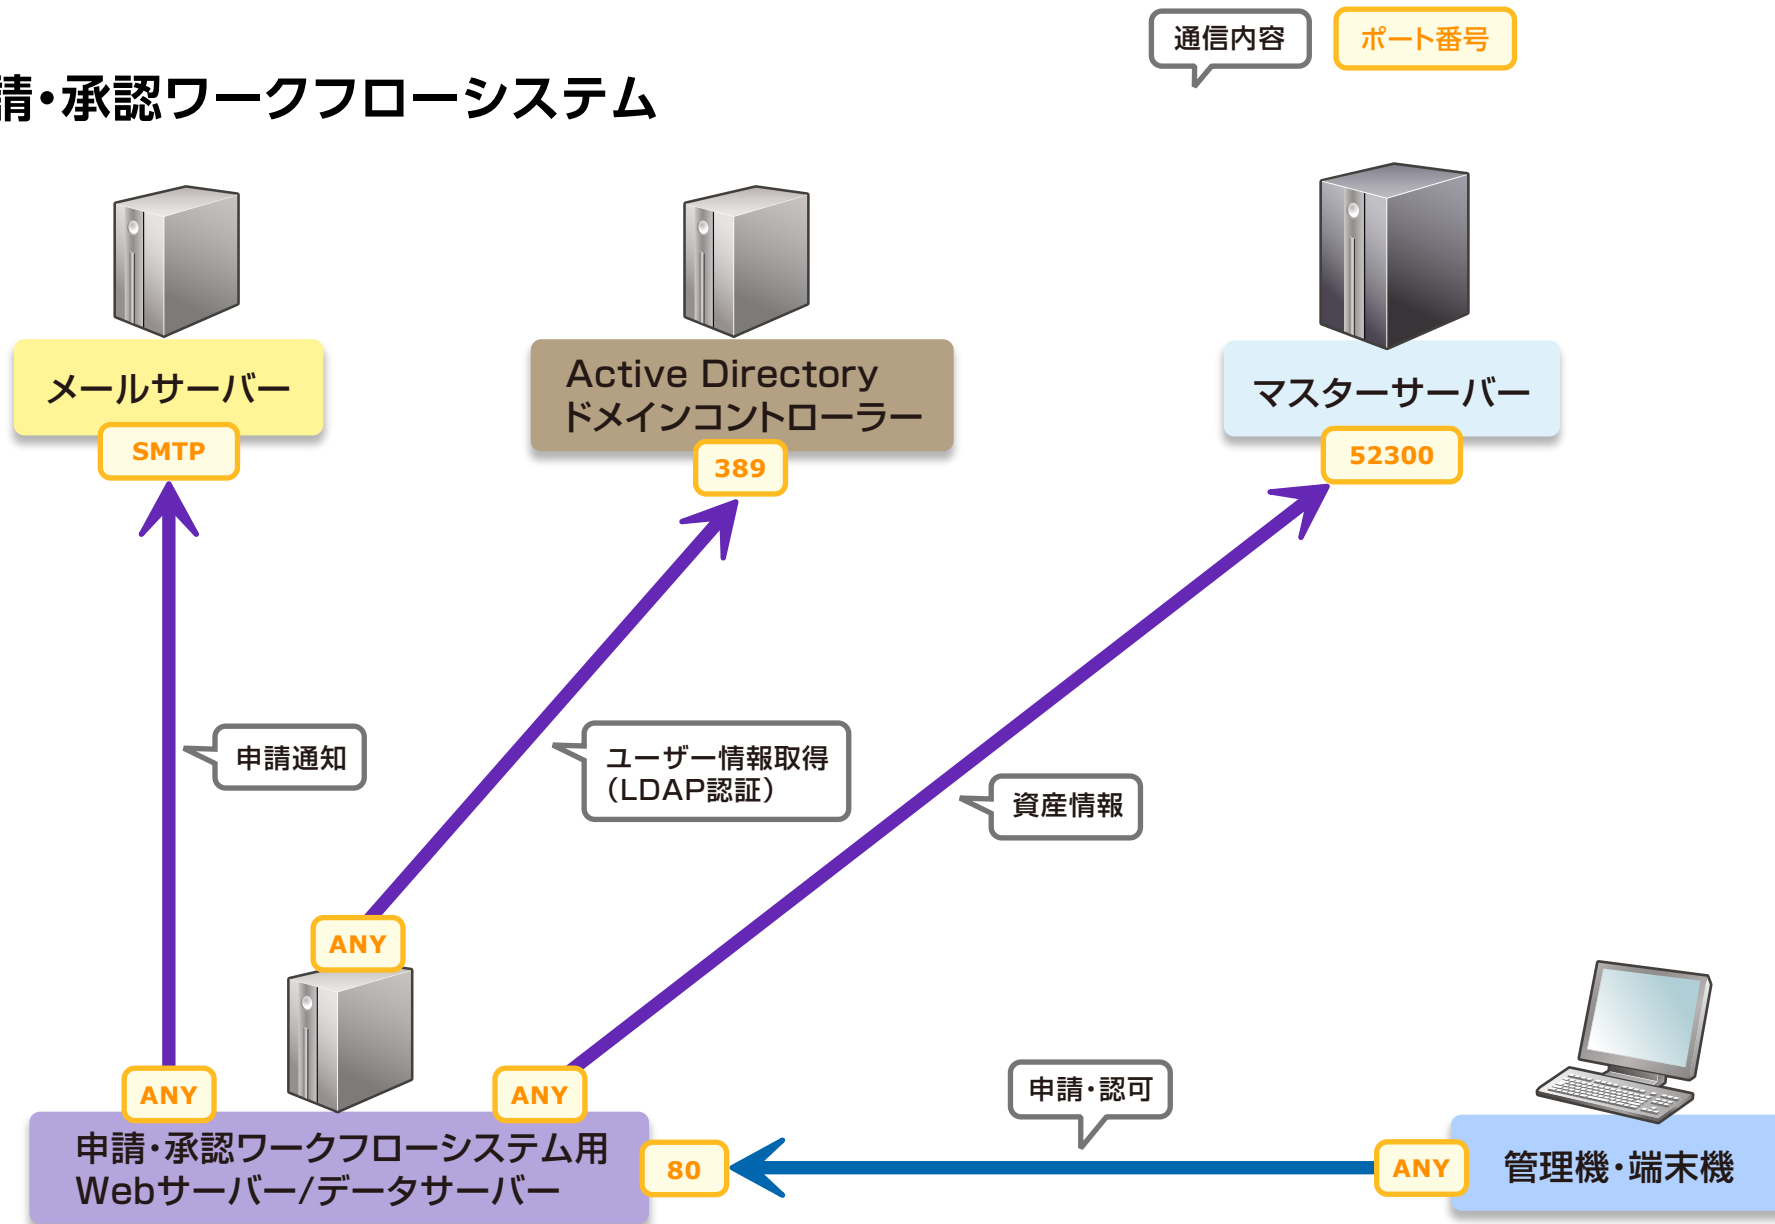 通信内容
ポート番号
請・承認ワークフローシステム
メールサーバー
SMTP
Active Directory
ドメインコントローラー
389
マスターサーバー
52300
申請通知
ユーザー情報取得
（LDAP認証）
資産情報
ANY
ANY
ANY
申請・認可
申請・承認ワークフローシステム用
Webサーバー/データサーバー
80
ANY
管理機・端末機